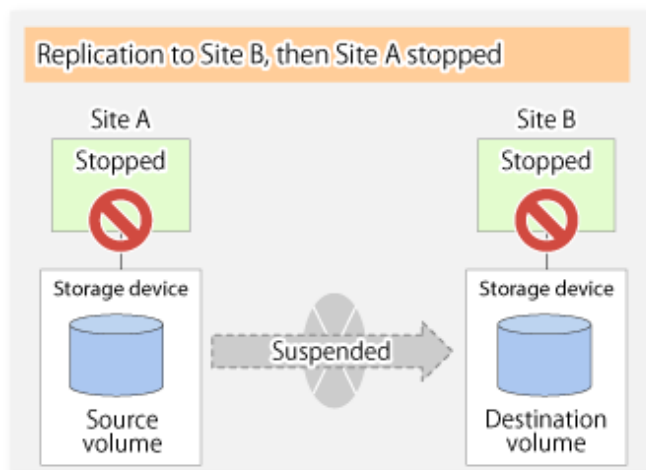 Replication to Site B, then Site A stopped
Site A
Site B
Stopped
Stopped
Storage device
Storage device
Suspended
Source
volume
Destination
volume